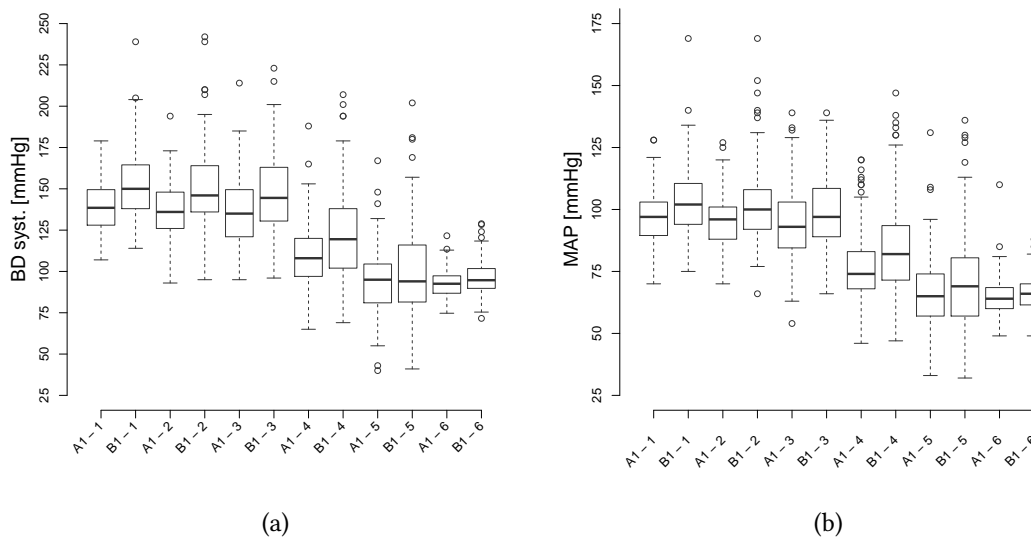 BD syst. [mmHg]
250
225
200
175
150
125
100
75
50
25
A1 – 1
B1 – 1
A1 – 2
B1 – 2
A1 – 3
B1 – 3
A1 – 4
B1 – 4
A1 – 5
B1 – 5
A1 – 6
B1 – 6
(a)
MAP [mmHg]
175
150
125
100
75
50
25
A1 – 1
B1 – 1
A1 – 2
B1 – 2
A1 – 3
B1 – 3
A1 – 4
B1 – 4
A1 – 5
B1 – 5
A1 – 6
B1 – 6
(b)